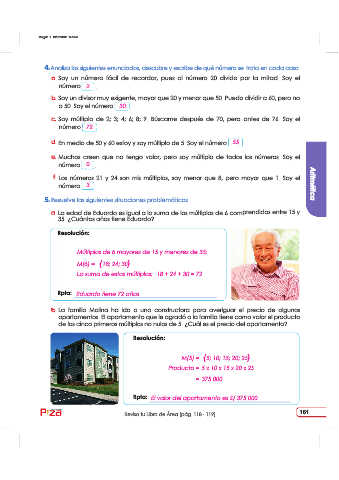 4. Analiza los siguientes enunciados, descubre y escribe de qué número se trata en cada caso:
a Soy un número fácil de recordar, pues al número 20 divido por la mitad. Soy el
número 2
b. Soy un divisor muy exigente, mayor que 20 y menor que 50. Puedo dividir a 60, pero no
a 50. Soy el número 30
c. Soy múltiplo de 2; 3; 4; 6; 8; 9. Búscame después de 70, pero antes de 76. Soy el
número 72
d En medio de 50 y 60 estoy y soy múltiplo de 5. Soy el número 55
e. Muchos creen que no tengo valor, pero soy múltiplo de todos los números. Soy el
número
f Los números 21 y 24 son mis múltiplos, soy menor que 8, pero mayor que 1. Soy el
número 3
5. Resuelve las siguientes situaciones problemáticas:
a La edad de Eduardo es igual a la suma de los múltiplos de 6 comprendidos entre 15 y
35. ¿Cuántos años tiene Eduardo?
Resolución:
Múltiplos de 6 mayores de 15 y menores de 35:
M(6) = {18; 24; 30}
La suma de estos múltiplos: 18 + 24 + 30 = 72
Rpta: Eduardo tiene 72 años
b La familia Molina ha ido a una constructora para averiguar el precio de algunos
apartamentos. El apartamento que le agradó a la familia tiene como valor el producto
de los cinco primeros múltiplos no nulos de 5. ¿Cuál es el precio del apartamento?
Resolución:
M(5) = {5; 10; 15; 20; 25}
Producto = 5 x 10 x 15 x 20 x 25
= 375 000
Rpta: El valor del apartamento es S/ 375 000
Aritmética
Revisa tu Libro de Área (pág. 118 - 119)
161